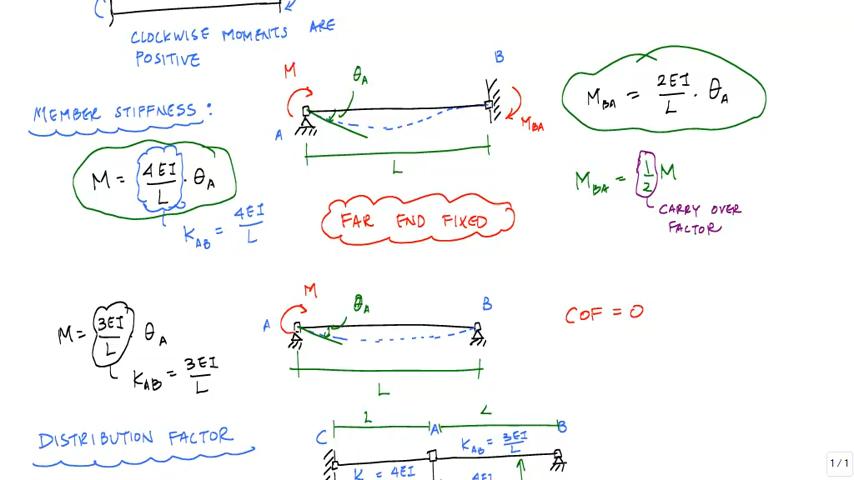 C
CLOCKWISE MOMENTS ARE
POSITIVE
MEMBER STIFFNESS:
M = 4EI/L · θA
KAB = 4EI/L
M
θA
B
A
MBA
L
FAR END FIXED
MBA = 2EI/L · θA
MBA = 1/2 M
CARRY OVER
FACTOR
M = 3EI/L · θA
KAB = 3EI/L
M
θA
A
B
L
COF = 0
DISTRIBUTION FACTOR
L
L
C
A
B
KAB = 3EI/L
K = 4EI
4EI
1/1